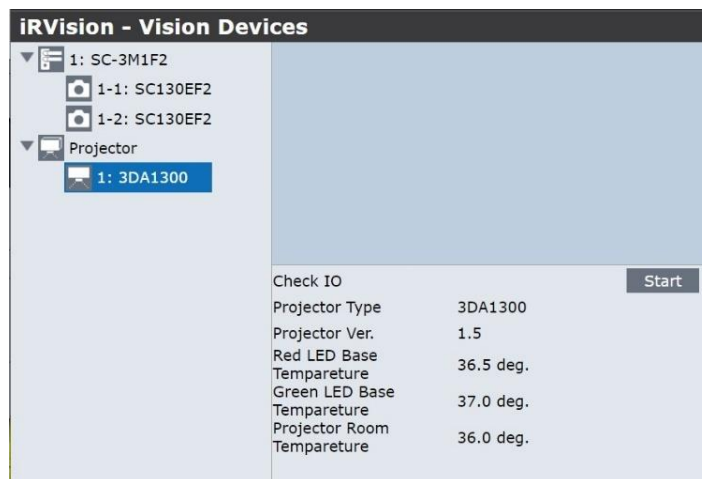 iRVision - Vision Devices
1: SC-3M1F2
1-1: SC130EF2
1-2: SC130EF2
Projector
1: 3DA1300
Check IO Start
Projector Type 3DA1300
Projector Ver. 1.5
Red LED Base
Tempareture 36.5 deg.
Green LED Base
Tempareture 37.0 deg.
Projector Room
Tempareture 36.0 deg.